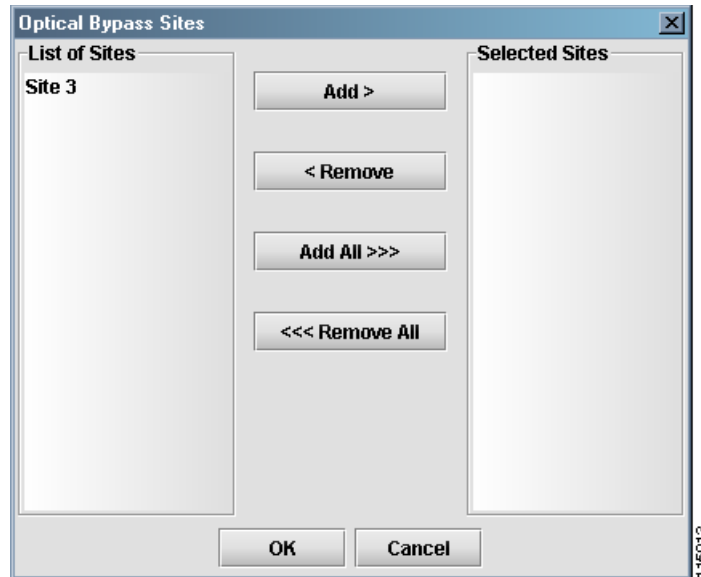 Optical Bypass Sites
List of Sites
Selected Sites
Site 3
Add >
< Remove
Add All >>>
<<< Remove All
OK
Cancel